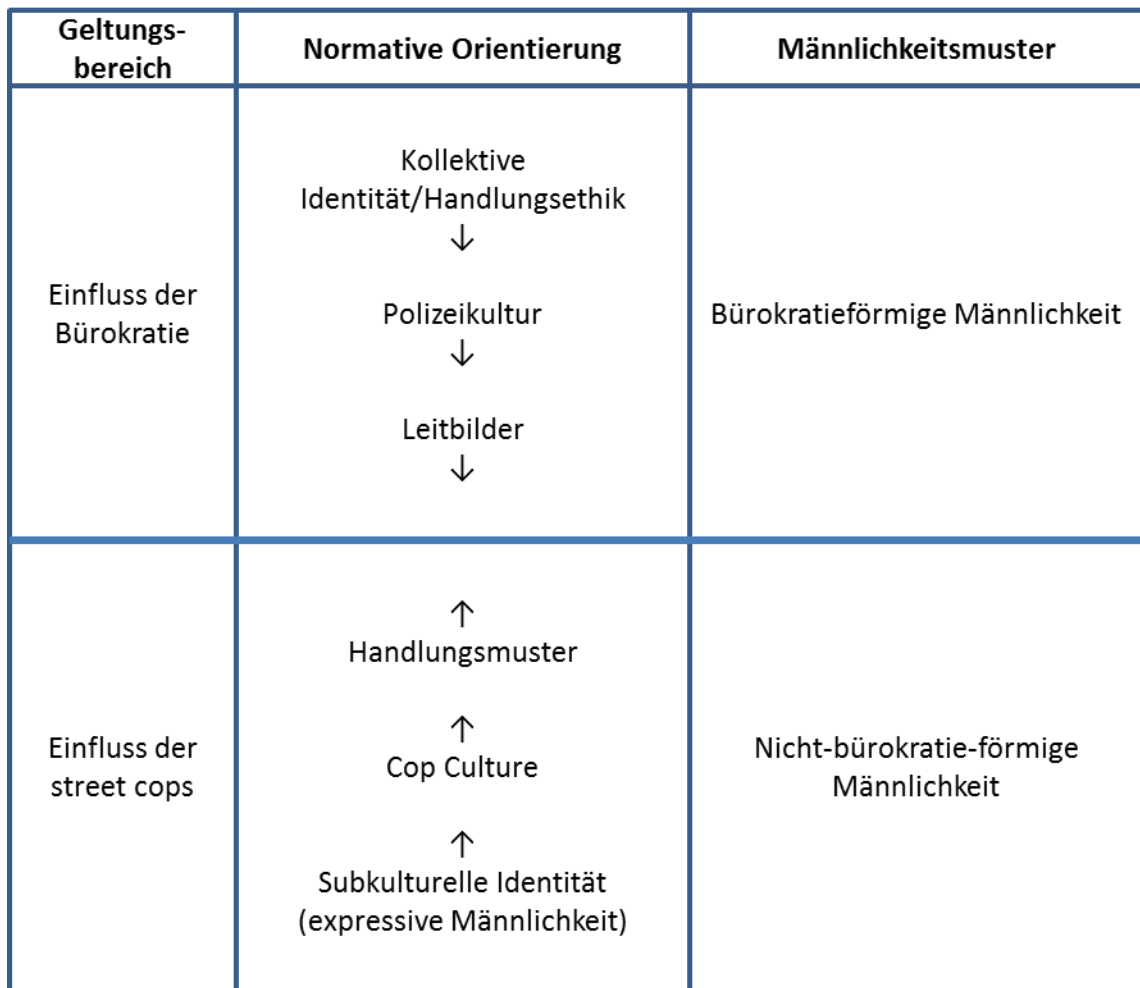 Geltungs-
bereich
Normative Orientierung
Männlichkeitsmuster
Einfluss der
Bürokratie
Kollektive
Identität/Handlungsethik
↓
Polizeikultur
↓
Leitbilder
↓
Bürokratieförmige Männlichkeit
Einfluss der
street cops
↑
Handlungsmuster
↑
Cop Culture
↑
Subkulturelle Identität
(expressive Männlichkeit)
Nicht-bürokratie-förmige
Männlichkeit